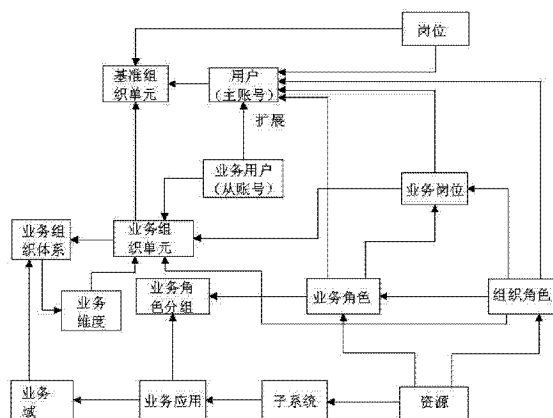 岗位
基准组
织单元
用户
(主账号)
扩展
业务用户
(从账号)
业务岗位
业务组
织体系
业务组
织单元
业务
维度
业务角
色分组
业务角色
组织角色
业务
域
业务应用
子系统
资源